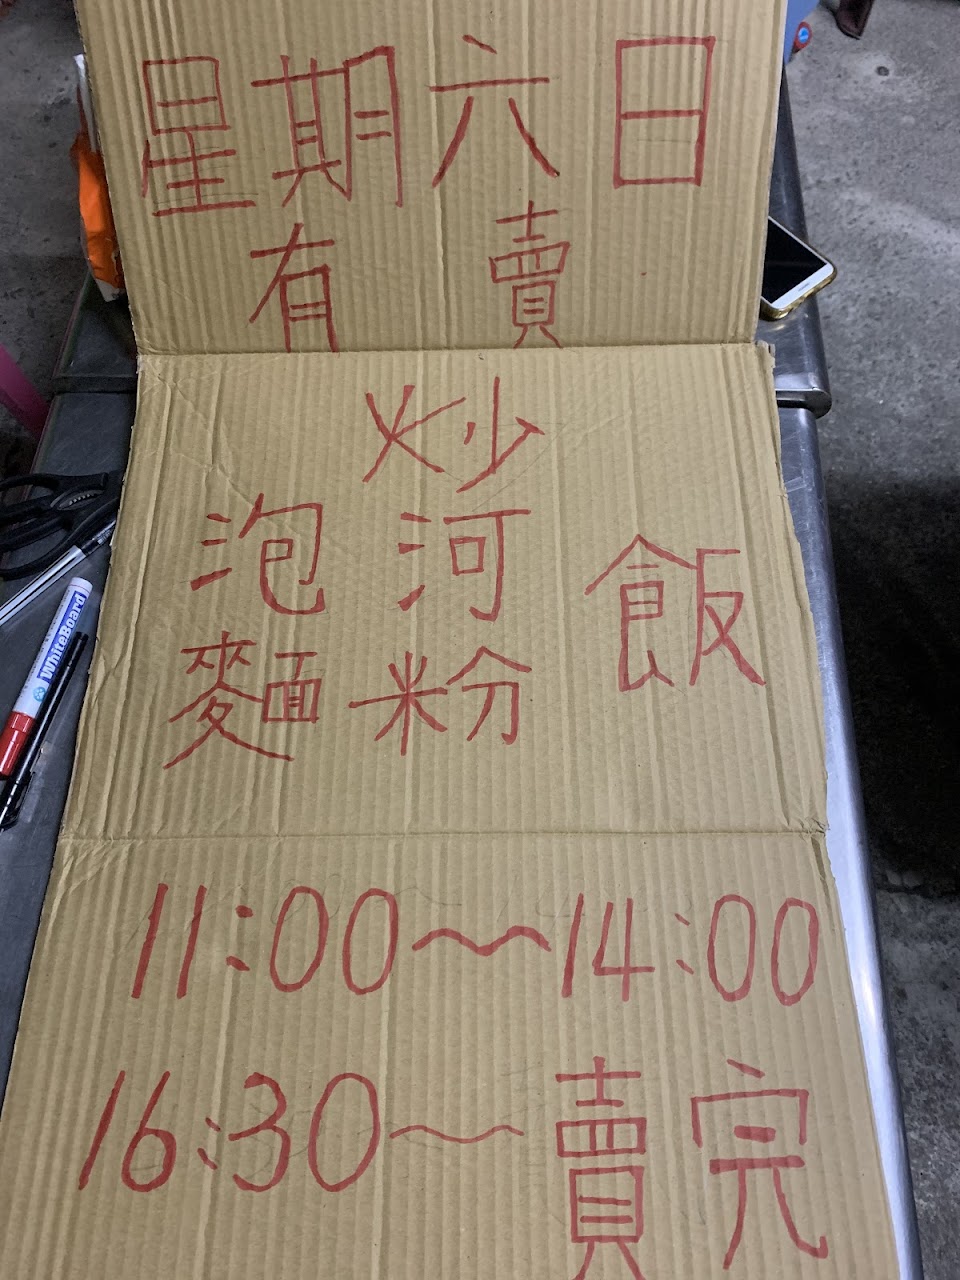 星期六日
有賣
炒
泡麵 河粉 飯
11:00～14:00
16:30～賣完
WhiteBoard